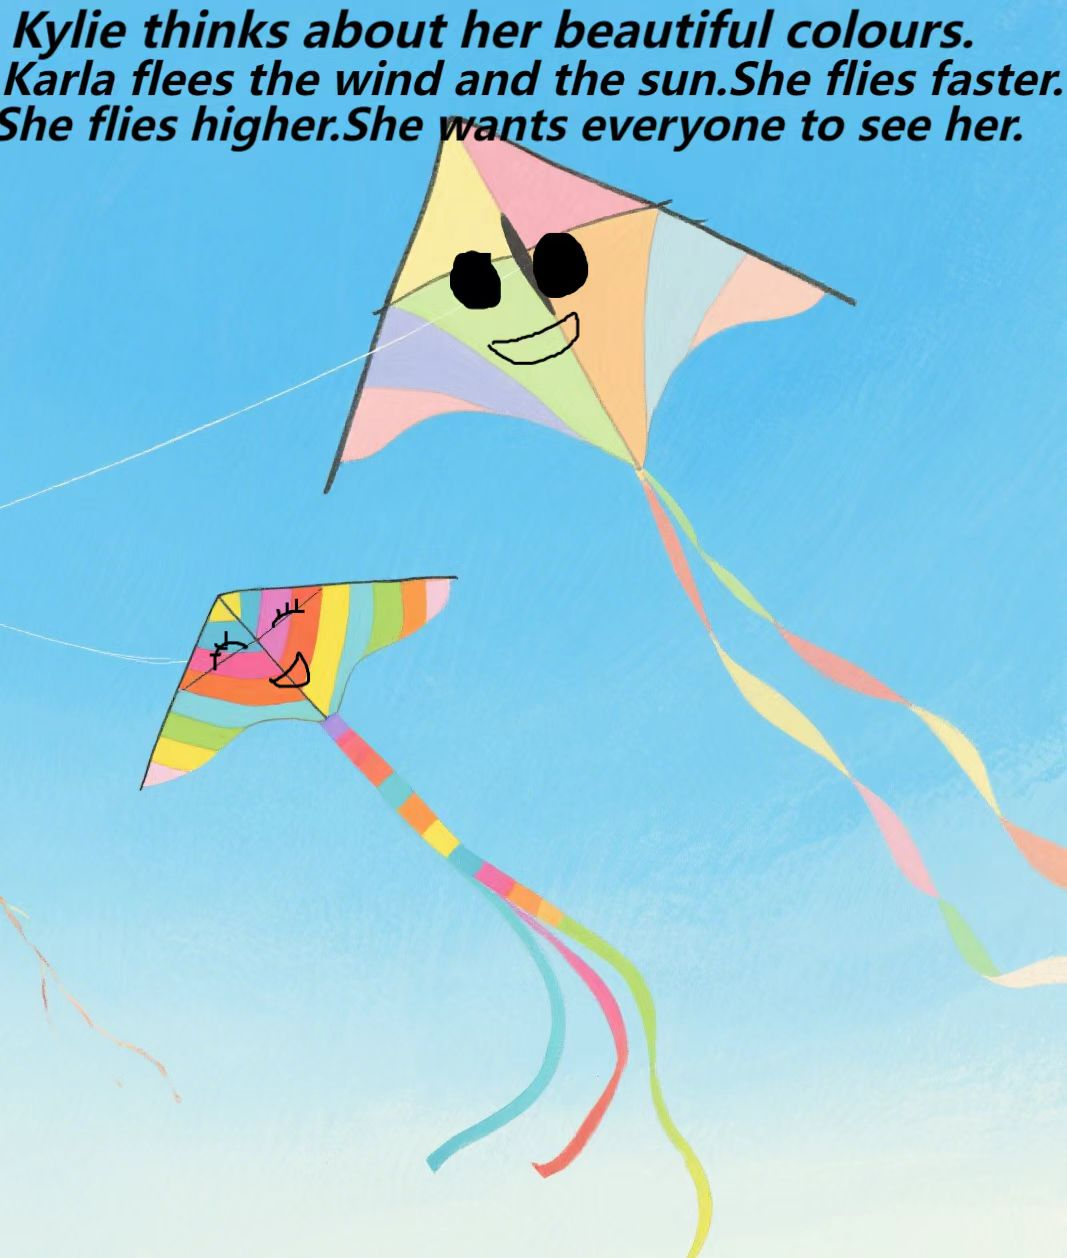 Kylie thinks about her beautiful colours.
Karla flees the wind and the sun.She flies faster.
She flies higher.She wants everyone to see her.